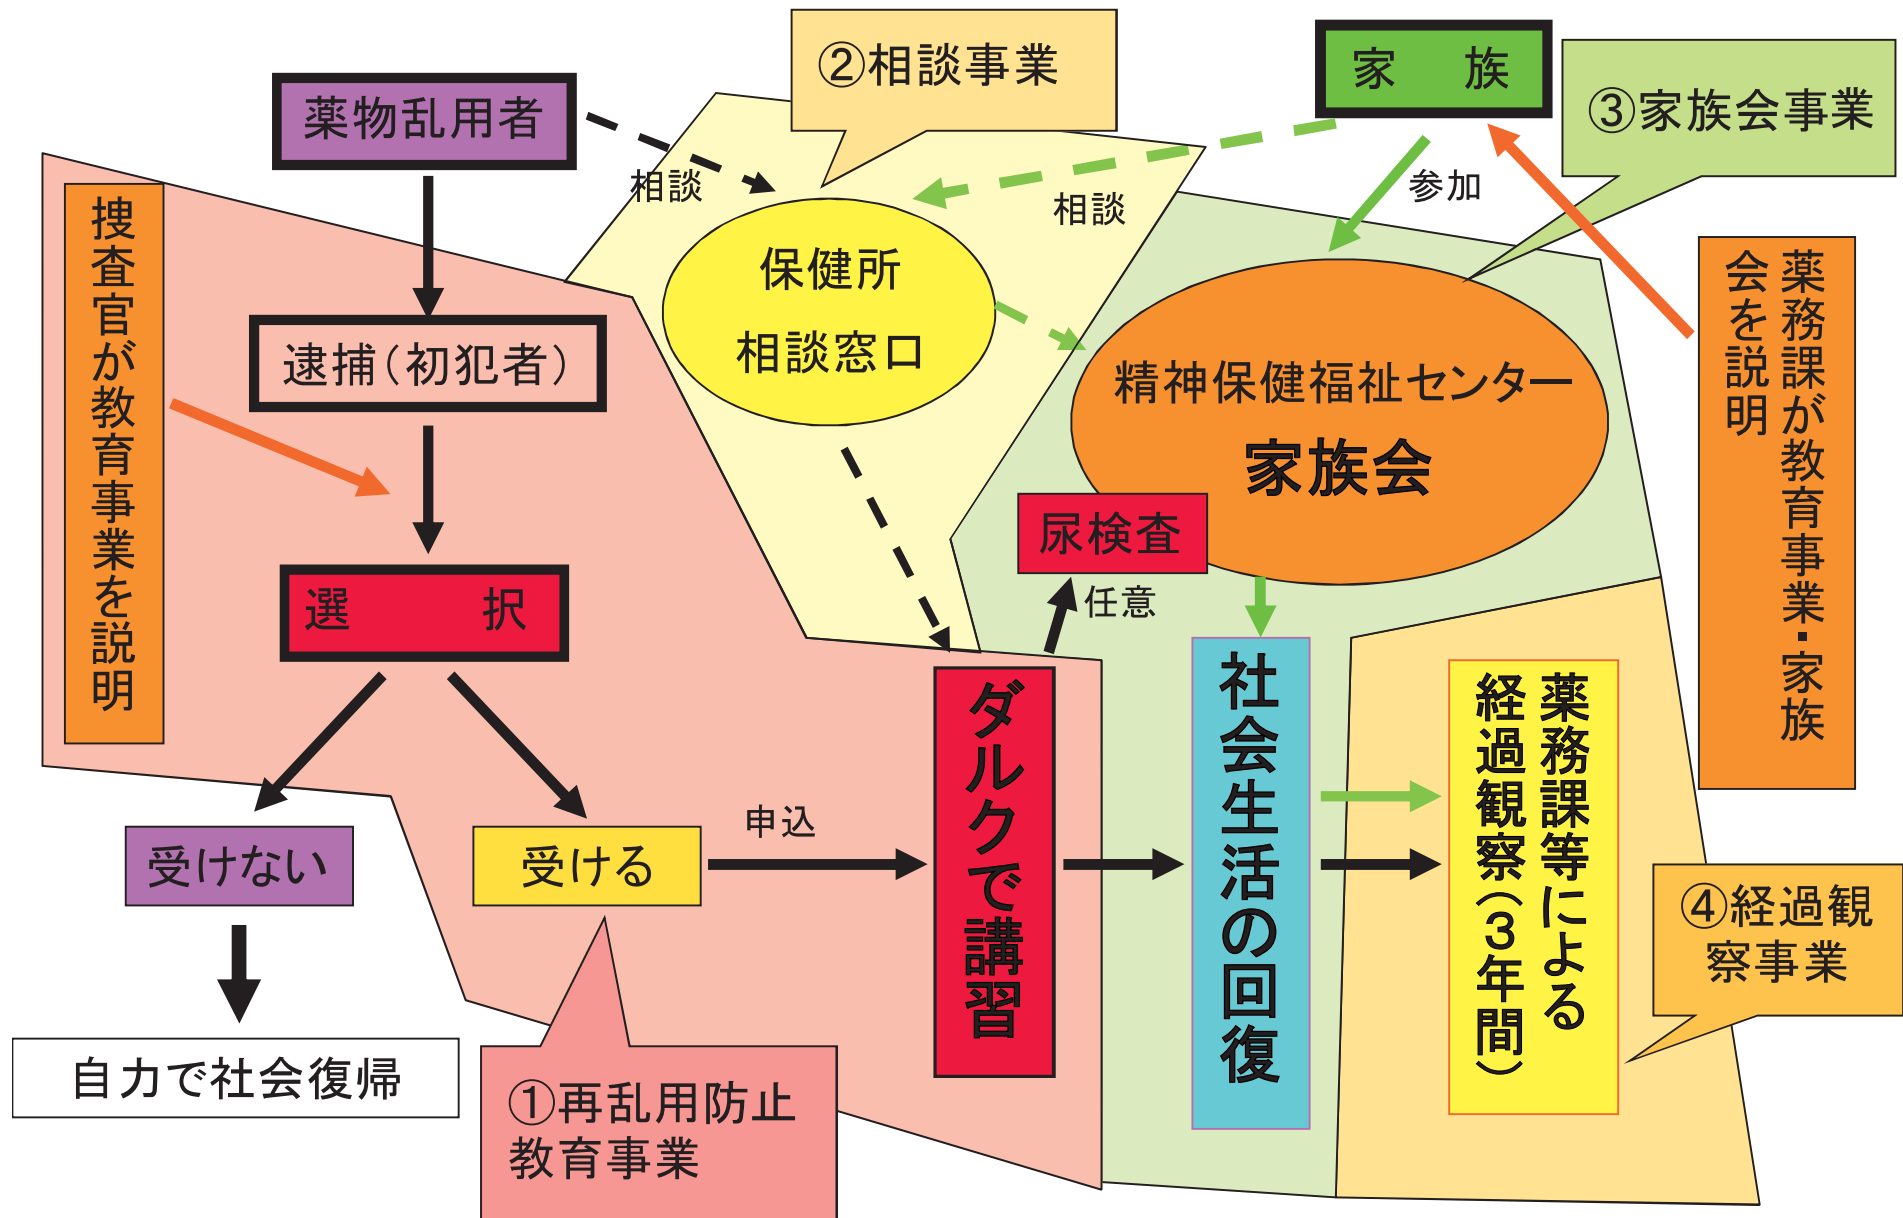 ②相談事業
家　族
③家族会事業
薬物乱用者
相談
相談
参加
捜査官が教育事業を説明
保健所
相談窓口
薬務課が教育事業・家族
会を説明
逮捕（初犯者）
精神保健福祉センター
家族会
尿検査
任意
選　択
ダルクで講習
社会生活の回復
薬務課等による
経過観察（３年間）
申込
受けない
受ける
④経過観
察事業
自力で社会復帰
①再乱用防止
教育事業